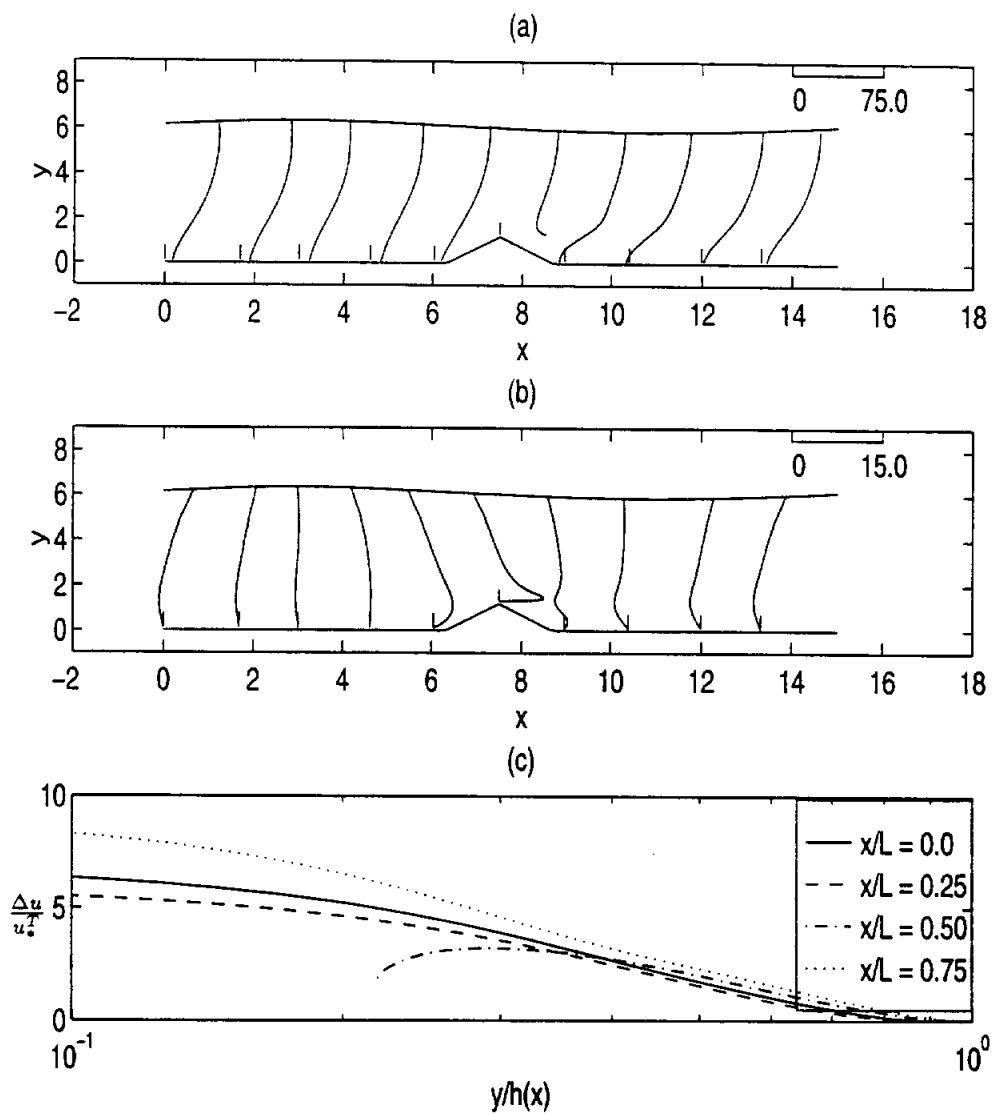 (a)
8
6
y 4
2
0
0 75.0
−2 0 2 4 6 8 10 12 14 16 18
x
(b)
8
6
y 4
2
0
0 15.0
−2 0 2 4 6 8 10 12 14 16 18
x
(c)
10
5
0
Δu
u*^T
x/L = 0.0
x/L = 0.25
x/L = 0.50
x/L = 0.75
10^-1 10^0
y/h(x)